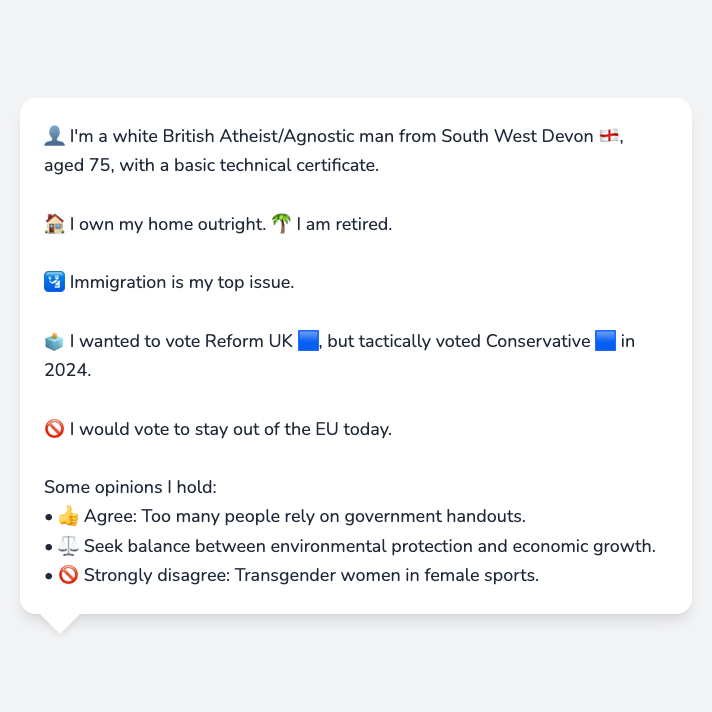 👤 I'm a white British Atheist/Agnostic man from South West Devon 🏴󠁧󠁢󠁥󠁮󠁧󠁿,
aged 75, with a basic technical certificate.
🏠 I own my home outright. 🌴 I am retired.
🛂 Immigration is my top issue.
🗳️ I wanted to vote Reform UK 🟦, but tactically voted Conservative 🟦 in
2024.
🚫 I would vote to stay out of the EU today.
Some opinions I hold:
• 👍 Agree: Too many people rely on government handouts.
• ⚖️ Seek balance between environmental protection and economic growth.
• 🚫 Strongly disagree: Transgender women in female sports.